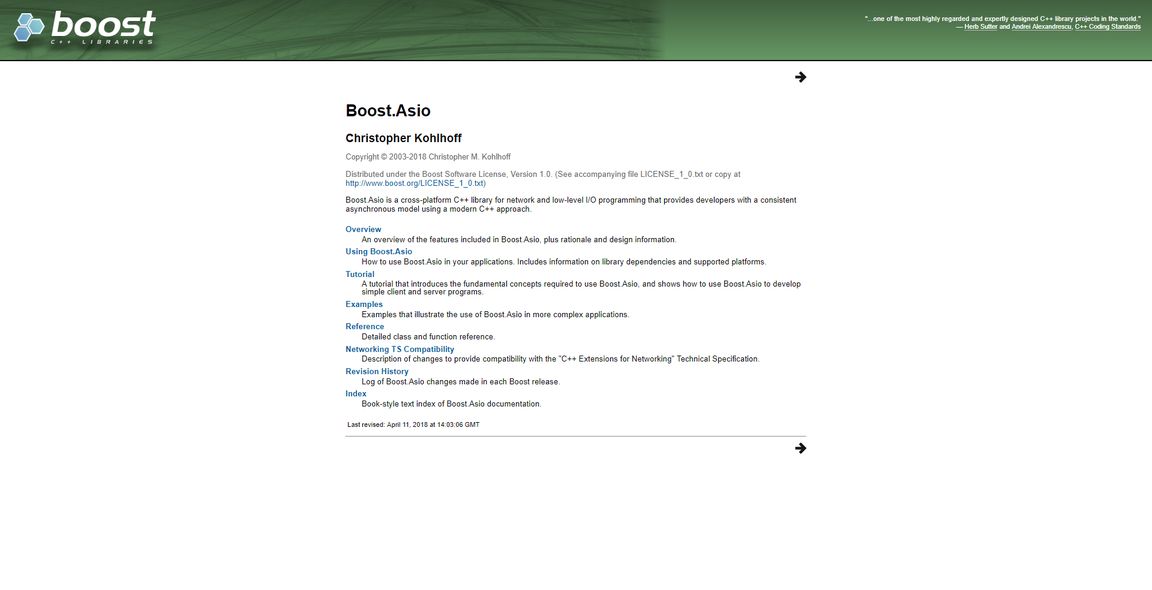 boost
C++ LIBRARIES
"...one of the most highly regarded and expertly designed C++ library projects in the world."
— Herb Sutter and Andrei Alexandrescu, C++ Coding Standards
Boost.Asio
Christopher Kohlhoff
Copyright © 2003-2018 Christopher M. Kohlhoff
Distributed under the Boost Software License, Version 1.0. (See accompanying file LICENSE_1_0.txt or copy at
http://www.boost.org/LICENSE_1_0.txt)
Boost.Asio is a cross-platform C++ library for network and low-level I/O programming that provides developers with a consistent
asynchronous model using a modern C++ approach.
Overview
An overview of the features included in Boost.Asio, plus rationale and design information.
Using Boost.Asio
How to use Boost.Asio in your applications. Includes information on library dependencies and supported platforms.
Tutorial
A tutorial that introduces the fundamental concepts required to use Boost.Asio, and shows how to use Boost.Asio to develop
simple client and server programs.
Examples
Examples that illustrate the use of Boost.Asio in more complex applications.
Reference
Detailed class and function reference.
Networking TS Compatibility
Description of changes to provide compatibility with the "C++ Extensions for Networking" Technical Specification.
Revision History
Log of Boost.Asio changes made in each Boost release.
Index
Book-style text index of Boost.Asio documentation.
Last revised: April 11, 2018 at 14:03:06 GMT